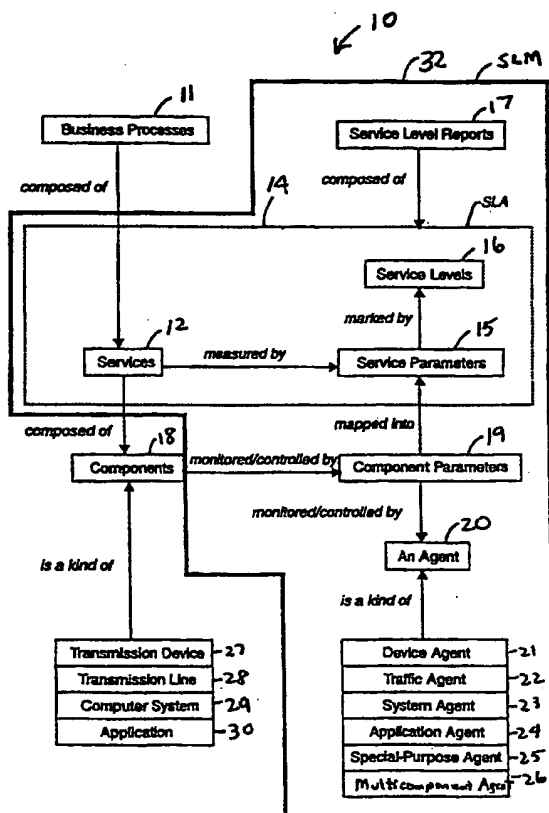 10
32 SLM
11
17
Business Processes
Service Level Reports
composed of
composed of
14
SLA
16
Service Levels
marked by
12
15
Services
measured by
Service Parameters
composed of
mapped into
18
19
Components
monitored/controlled by
Component Parameters
monitored/controlled by
20
An Agent
is a kind of
is a kind of
Transmission Device 27
Transmission Line 28
Computer System 29
Application 30
Device Agent 21
Traffic Agent 22
System Agent 23
Application Agent 24
Special-Purpose Agent 25
Multicomponent Agent 26